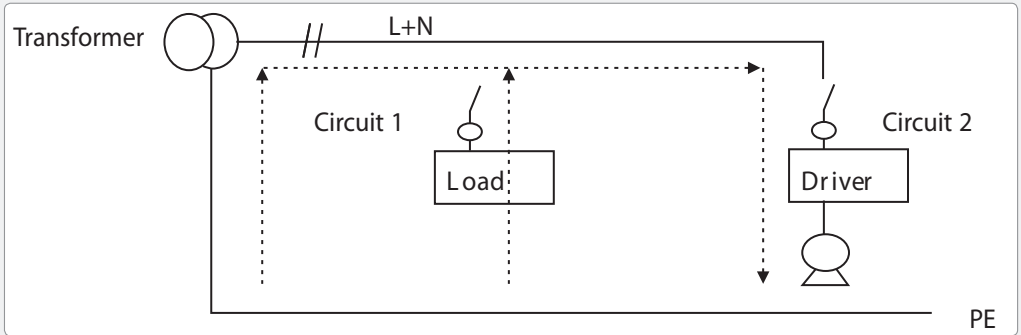 L+N
Transformer
Circuit 1
Circuit 2
Load
Driver
PE